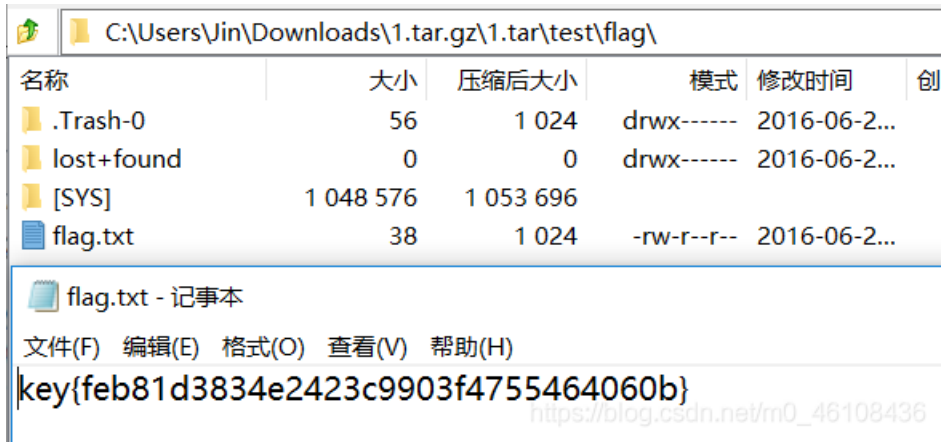 C:\Users\Jin\Downloads\1.tar.gz\1.tar\test\flag\
名称 大小 压缩后大小 模式 修改时间 创
.Trash-0 56 1 024 drwx------ 2016-06-2...
lost+found 0 0 drwx------ 2016-06-2...
[SYS] 1 048 576 1 053 696
flag.txt 38 1 024 -rw-r--r-- 2016-06-2...
flag.txt - 记事本
文件(F) 编辑(E) 格式(O) 查看(V) 帮助(H)
key{feb81d3834e2423c9903f4755464060b}
https://blog.csdn.net/m0_46108436